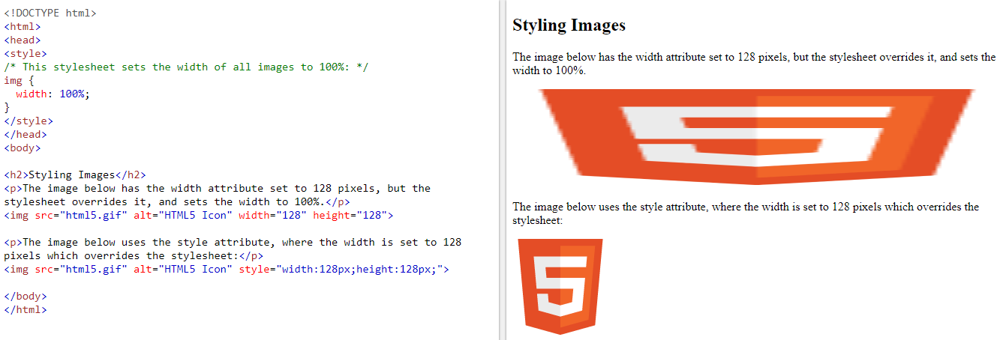 <!DOCTYPE html>
<html>
<head>
<style>
/* This stylesheet sets the width of all images to 100%: */
img {
  width: 100%;
}
</style>
</head>
<body>

<h2>Styling Images</h2>
<p>The image below has the width attribute set to 128 pixels, but the
stylesheet overrides it, and sets the width to 100%.</p>
<img src="html5.gif" alt="HTML5 Icon" width="128" height="128">

<p>The image below uses the style attribute, where the width is set to 128
pixels which overrides the stylesheet:</p>
<img src="html5.gif" alt="HTML5 Icon" style="width:128px;height:128px;">

</body>
</html>
Styling Images
The image below has the width attribute set to 128 pixels, but the stylesheet overrides it, and sets the
width to 100%.
5
The image below uses the style attribute, where the width is set to 128 pixels which overrides the
stylesheet:
5